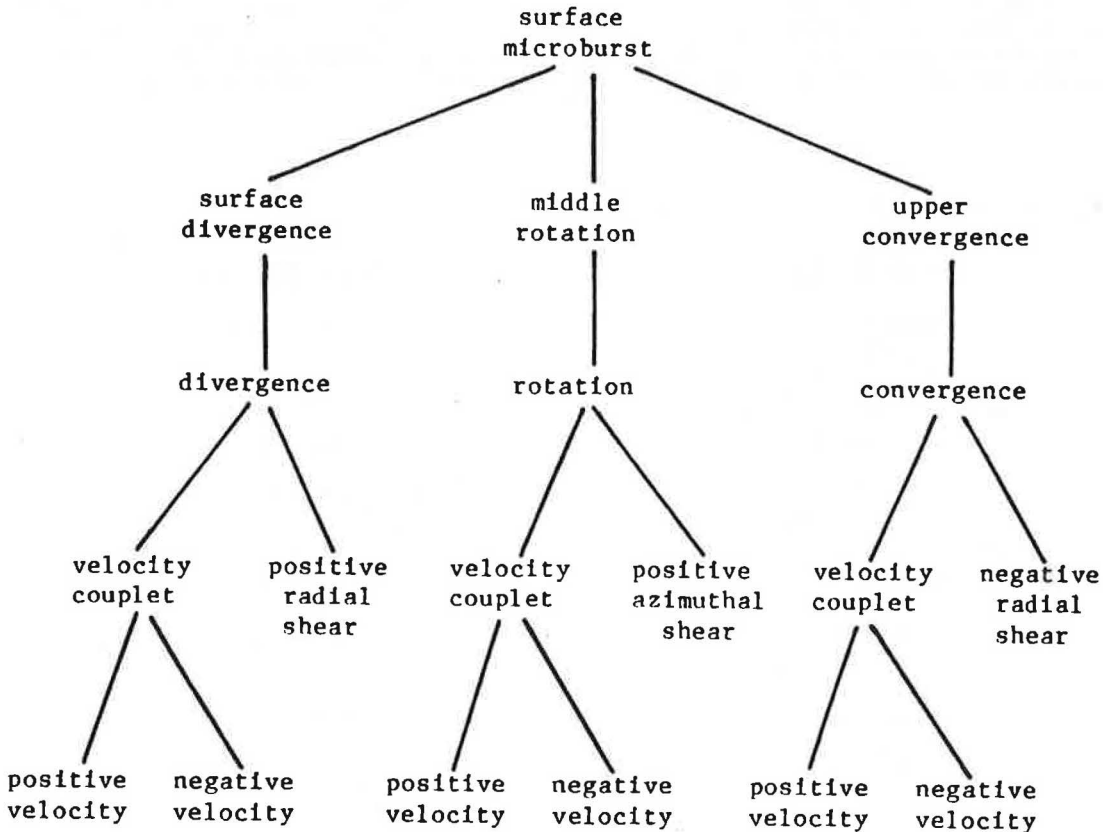 surface
microburst
surface
divergence
middle
rotation
upper
convergence
divergence
rotation
convergence
velocity
couplet
positive
radial
shear
velocity
couplet
positive
azimuthal
shear
velocity
couplet
negative
radial
shear
positive
velocity
negative
velocity
positive
velocity
negative
velocity
positive
velocity
negative
velocity